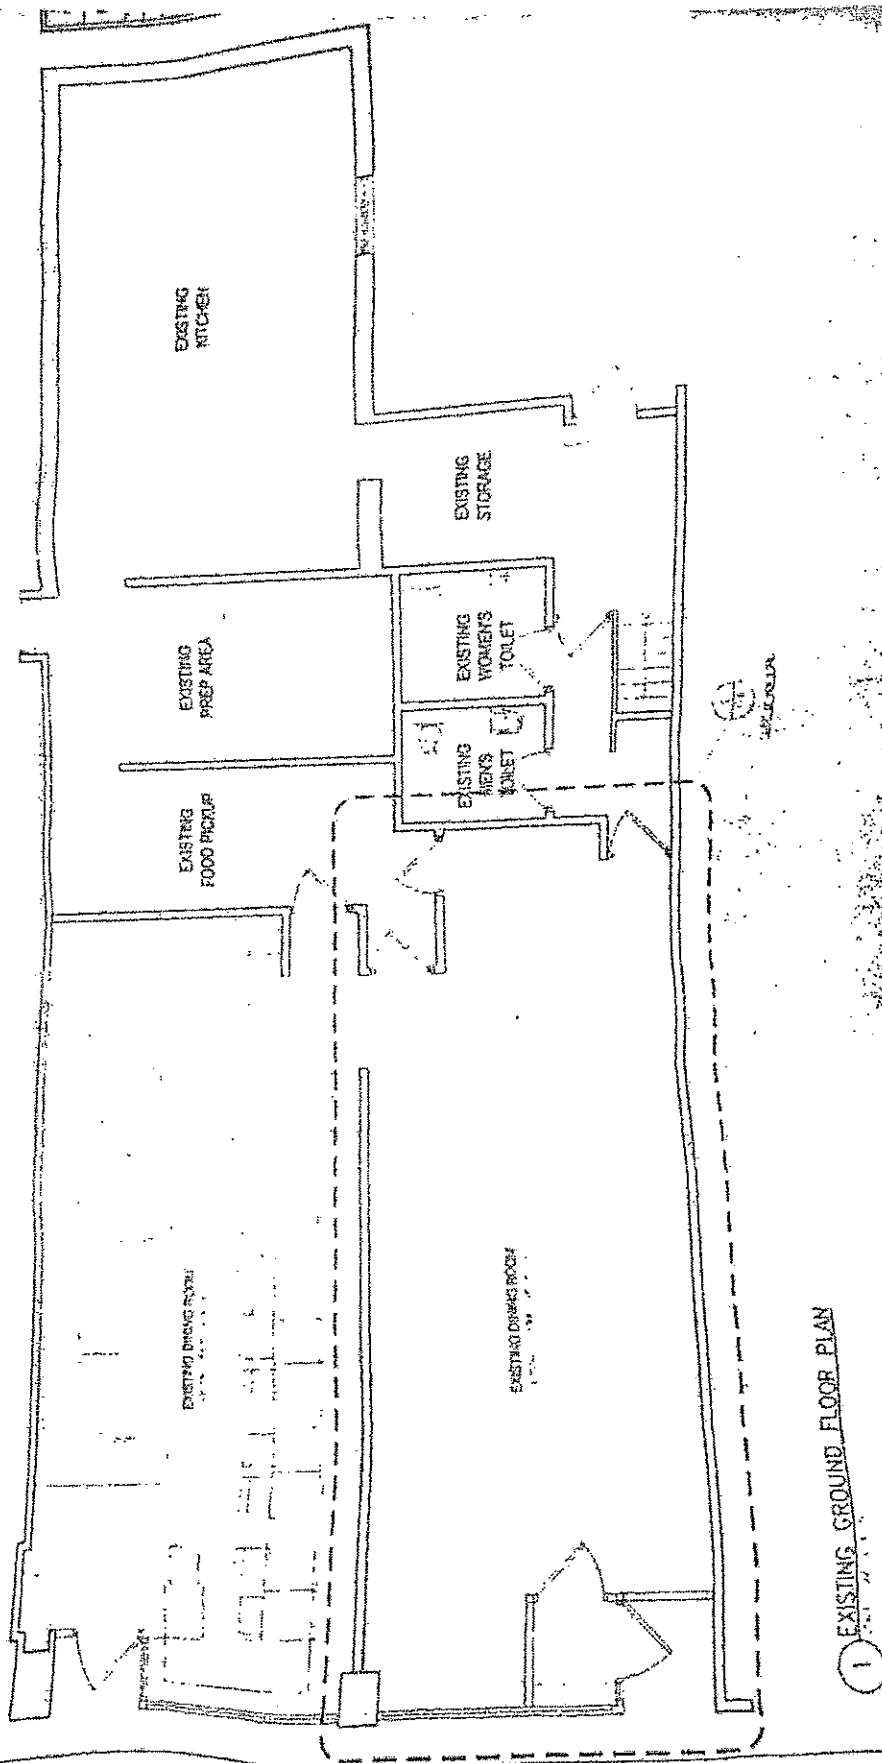 EXISTING
KITCHEN
EXISTING
STORAGE
EXISTING
PREP AREA
EXISTING
WOMEN'S
TOILET
EXISTING
MEN'S
TOILET
EXISTING
FOOD PICKUP
EXISTING DINING ROOM
EXISTING DINING ROOM
1
EXISTING GROUND FLOOR PLAN